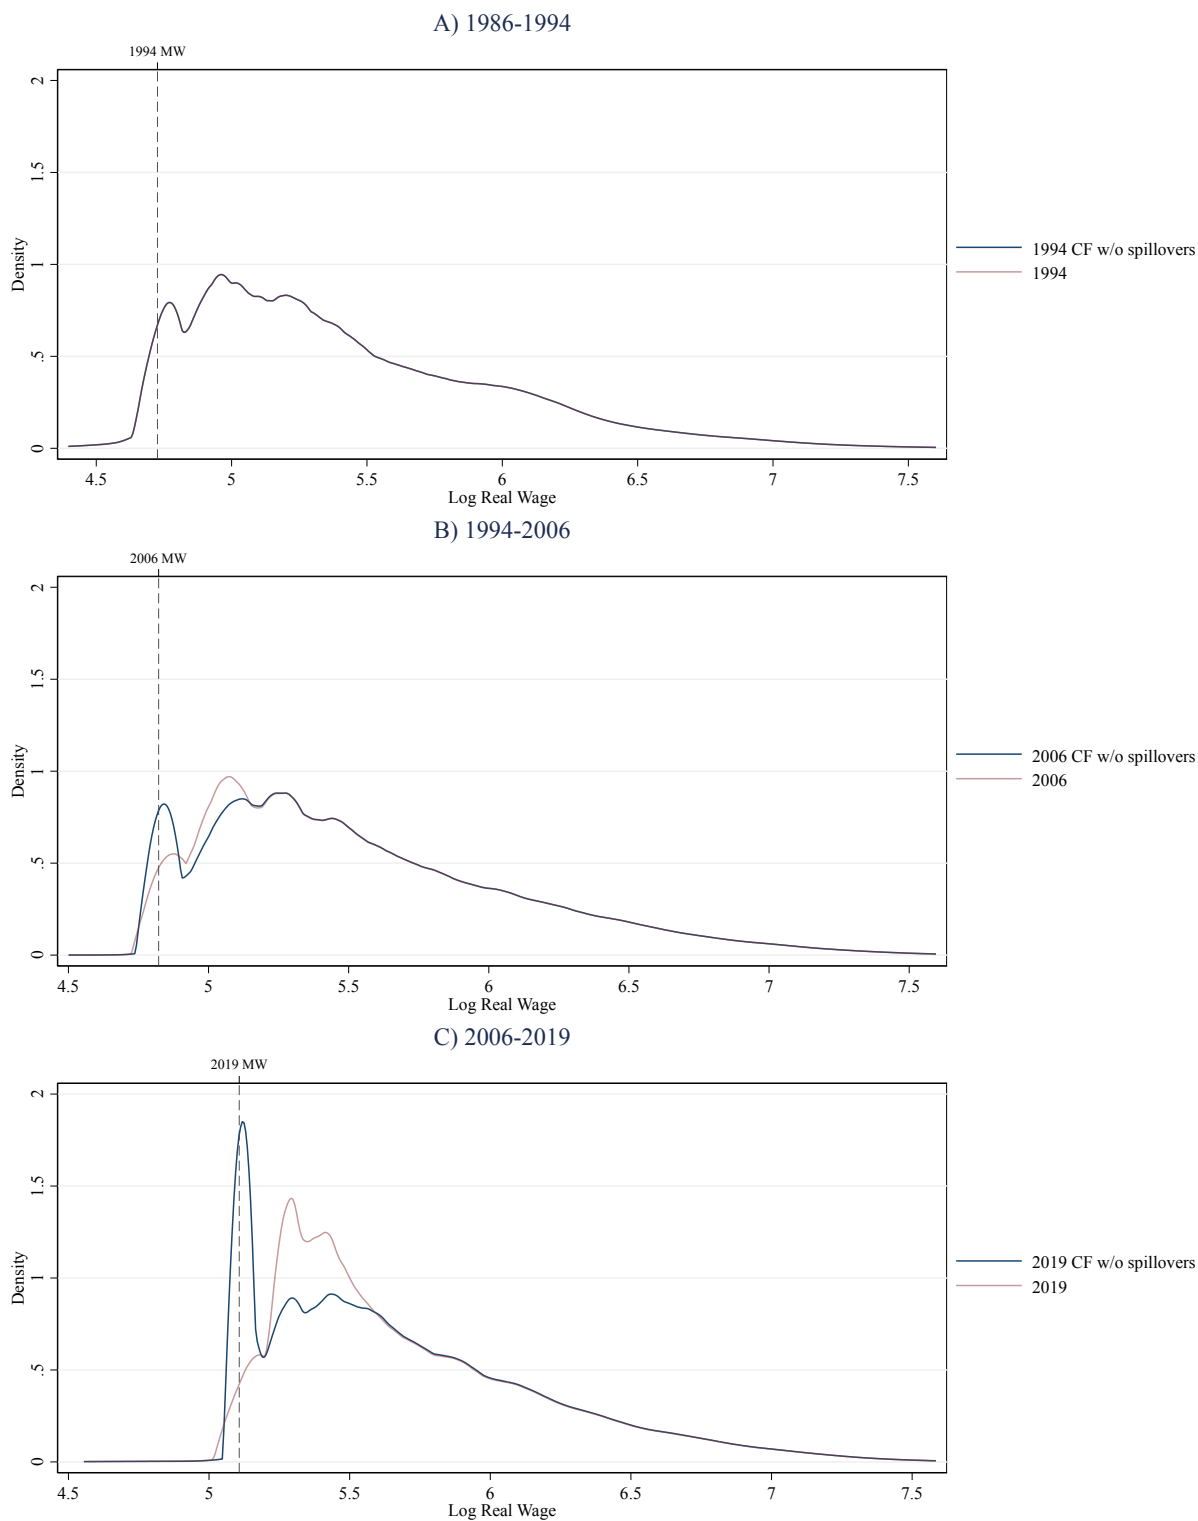 A) 1986-1994
1994 MW
2
1.5
1
.5
0
Density
4.5 5 5.5 6 6.5 7 7.5
Log Real Wage
1994 CF w/o spillovers
1994
B) 1994-2006
2006 MW
2
1.5
1
.5
0
Density
4.5 5 5.5 6 6.5 7 7.5
Log Real Wage
2006 CF w/o spillovers
2006
C) 2006-2019
2019 MW
2
1.5
1
.5
0
Density
4.5 5 5.5 6 6.5 7 7.5
Log Real Wage
2019 CF w/o spillovers
2019